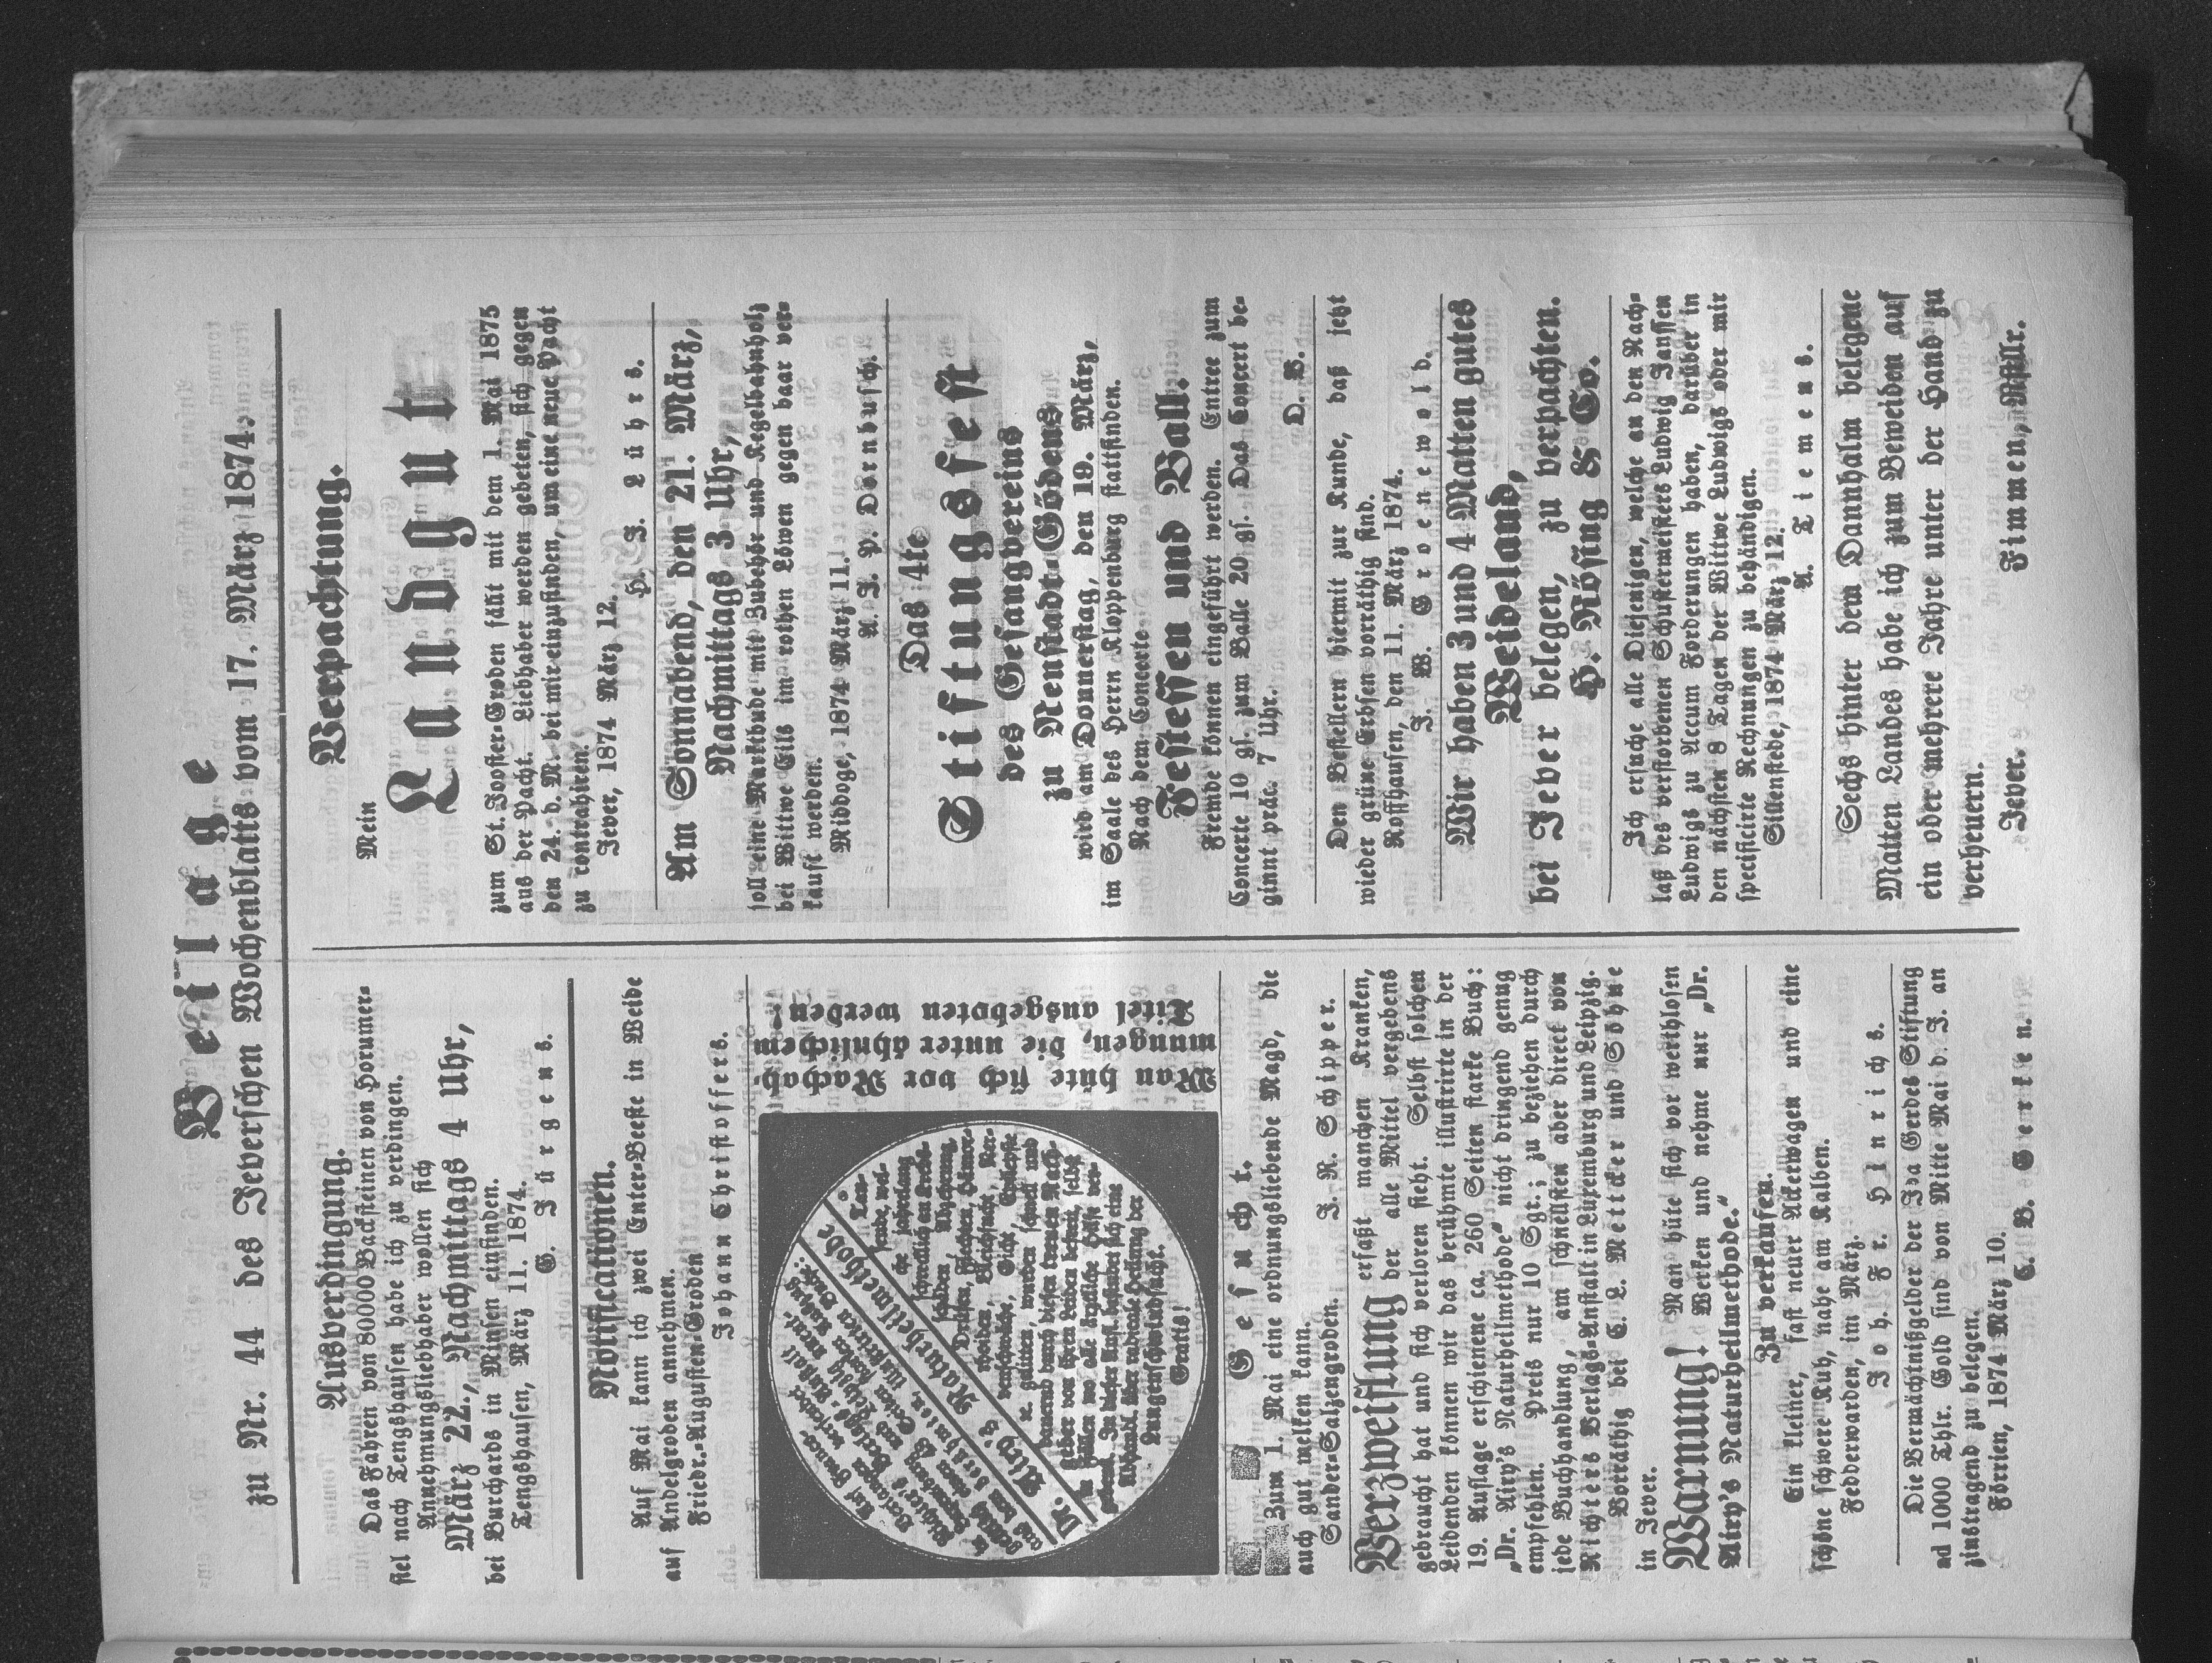 Beilage
zu Nr. 44 des Jeverschen Wochenblatts vom 17. März 1874.
Ausverdingung.
Das Fahren von 80000 Backsteinen von Horumer-
siel nach Tengshausen habe ich zu verdingen.
Annehmungsliebhaber wollen sich
März 22., Nachmittags 4 Uhr,
bei Burchards in Minsen einfinden.
Tengshausen, März 11. 1874.
G. Jürgens.
Notificationen.
Auf Mai kann ich zwei Enter-Beeste in Weide
auf Andelgroden annehmen.
Friedr.-Augusten-Groden
Johann Christoffers.
Dr. Airy's Naturheilmethode
Gratis!
Man hüte sich vor Nachah-
mungen, die unter ähnlichem
Titel ausgeboten werden!
Gesucht.
Zum 1. Mai eine ordnungsliebende Magd, die
auch gut melken kann.
Sander-Salzengroden. J. R. Schipper.
Verzweiflung erfaßt manchen Kranken,
der alle Mittel vergebens
gebraucht hat und sich verloren sieht. Selbst solchen
Leidenden können wir das berühmte illustrirte in der
19. Auflage erschienene ca. 260 Seiten starke Buch:
„Dr. Airy's Naturheilmethode“ nicht dringend genug
empfehlen. Preis nur 10 Sgr.; zu beziehen durch
jede Buchhandlung, am schnellsten aber direct von
Richters Verlags-Anstalt in Luxemburg und Leipzig.
Vorräthig bei C. L. Mettcker und Söhne
in Jever.
Warnung! Man hüte sich vor werthlosen
Werken und nehme nur „Dr.
Airy's Naturheilmethode.“
Zu verkaufen.
Ein kleiner, fast neuer Ackerwagen und eine
schöne schwere Kuh, nahe am Kalben.
Fedderwarden, im März.
Joh. Fr. Hinrichs.
Die Vermächtnißgelder der Ida Gerdes Stiftung
ad 1000 Thlr. Gold sind von Mitte Mai d. J. an
zinstragend zu belegen.
Förrien, 1874 März 10.
C. B. Gerken.
Verpachtung.
Mein
Landgut
zum St. Jooster-Groden fällt mit dem 1. Mai 1875
aus der Pacht. Liebhaber werden gebeten, sich gegen
den 24. d. M. bei mir einzufinden, um eine neue Pacht
zu contrahiren.
Jever, 1874 März 12.
H. J. Lührs.
Am Sonnabend, den 21. März,
Nachmittags 3 Uhr,
soll eine Marktbude mit Zubehör und Kegelbahnholz
bei Wittwe Eils im rothen Löwen gegen baar ver-
kauft werden.
Middoge, 1874 März 11.
A. J. P. Dornbusch.
Das 4te
Stiftungsfest
des Gesangvereins
zu Neustadt-Gödens
wird am Donnerstag, den 19. März,
im Saale des Herrn Kloppenburg stattfinden.
Nach dem Concerte
Festessen und Ball.
Fremde können eingeführt werden. Entree zum
Concerte 10 gs. zum Balle 20 gs. Das Concert be-
ginnt präc. 7 Uhr.
D. B.
Den Bestellern hiermit zur Kunde, daß jetzt
wieder grüne Erbsen vorräthig sind.
Roffhausen, den 11. März 1874.
J. W. Groenewold.
Wir haben 3 und 4 Matten gutes
Weideland,
bei Jever belegen, zu verpachten.
H. Rösing & Co.
Ich ersuche alle Diejenigen, welche an den Nach-
laß des verstorbenen Schustermeisters Ludwig Janssen
Ludwigs zu Accum Forderungen haben, darüber in
den nächsten 8 Tagen der Wittwe Ludwigs oder mir
specificirte Rechnungen zu behändigen.
Sillenstede, 1874 März 12.
A. Tiemens.
Sechs hinter dem Dannhalm belegene
Matten Landes habe ich zum Beweiden auf
ein oder mehrere Jahre unter der Hand zu
verheuern.
Jever. Fimmen, Mllr.